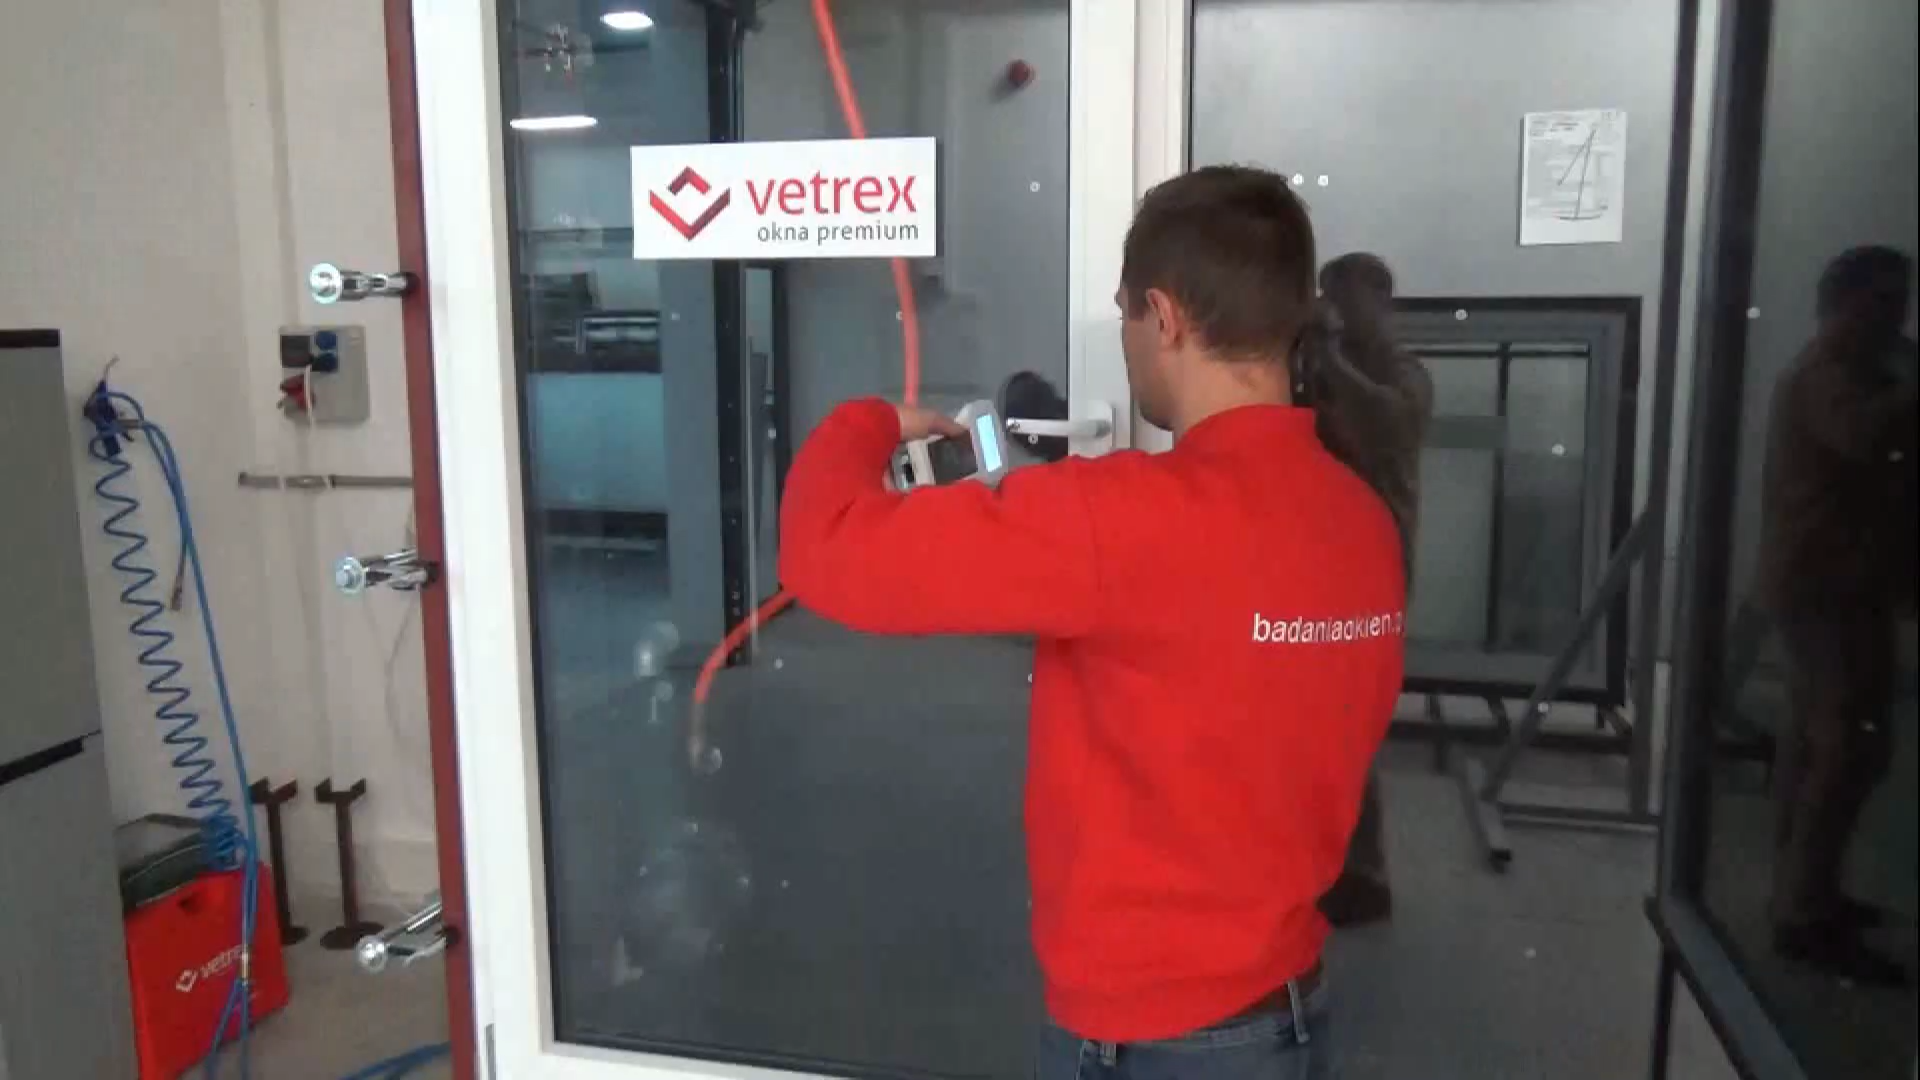 vetrex
okna premium
badaniaokien.p
vetrex